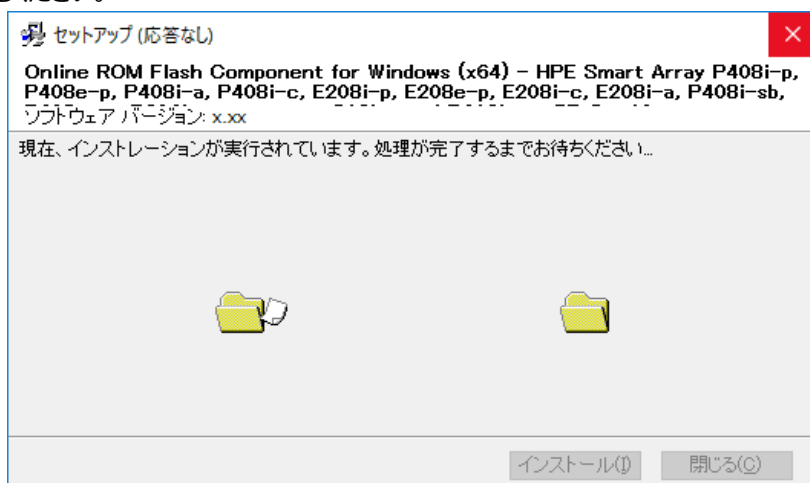 ください。
セットアップ (応答なし)
Online ROM Flash Component for Windows (x64) - HPE Smart Array P408i-p,
P408e-p, P408i-a, P408i-c, E208i-p, E208e-p, E208i-c, E208i-a, P408i-sb,
ソフトウェア バージョン: x.xx
現在、インストレーションが実行されています。処理が完了するまでお待ちください...
インストール(I) 閉じる(C)